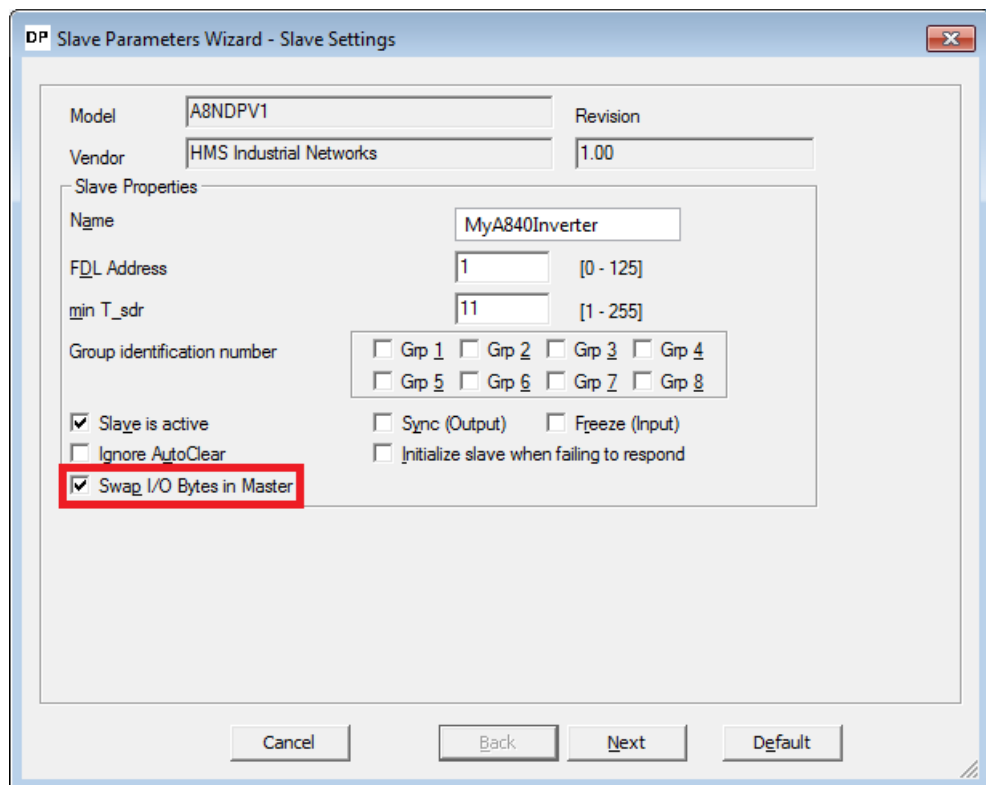 DP Slave Parameters Wizard - Slave Settings
Model A8NDPV1 Revision
Vendor HMS Industrial Networks 1.00
Slave Properties
Name MyA840Inverter
FDL Address 1 [0 - 125]
min T_sdr 11 [1 - 255]
Group identification number Grp 1 Grp 2 Grp 3 Grp 4
Grp 5 Grp 6 Grp 7 Grp 8
Slave is active Sync (Output) Freeze (Input)
Ignore AutoClear Initialize slave when failing to respond
Swap I/O Bytes in Master
Cancel Back Next Default